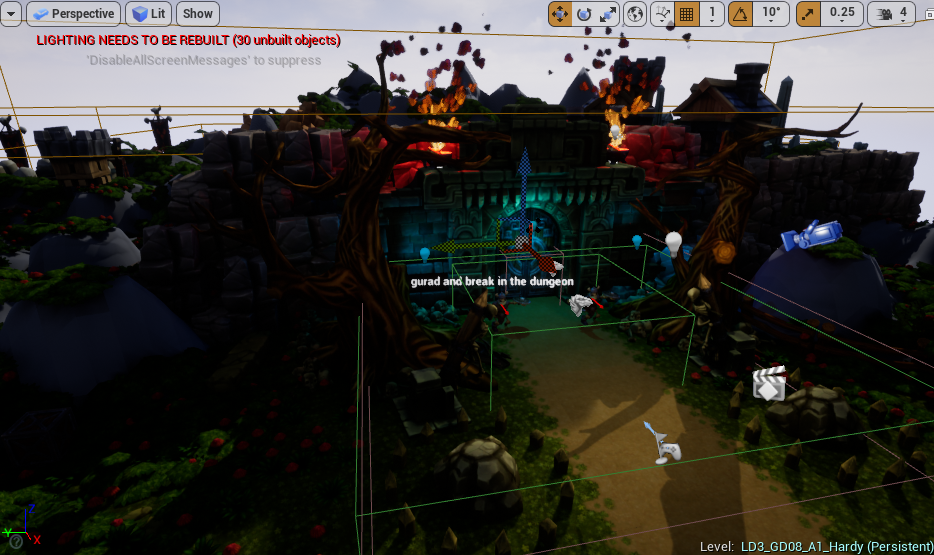 Perspective Lit Show 1 10° 0.25 4
LIGHTING NEEDS TO BE REBUILT (30 unbuilt objects)
'DisableAllScreenMessages' to suppress
gurad and break in the dungeon
Z
Y X
Level: LD3_GD08_A1_Hardy (Persistent)